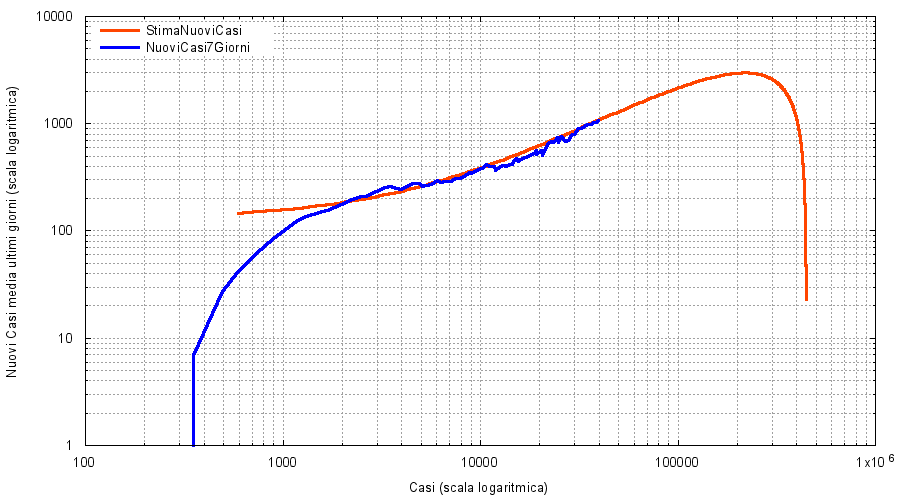 10000
1000
100
10
1
StimaNuoviCasi
NuoviCasi7Giorni
Nuovi Casi media ultimi giorni (scala logaritmica)
100
1000
10000
100000
1x10 6
Casi (scala logaritmica)